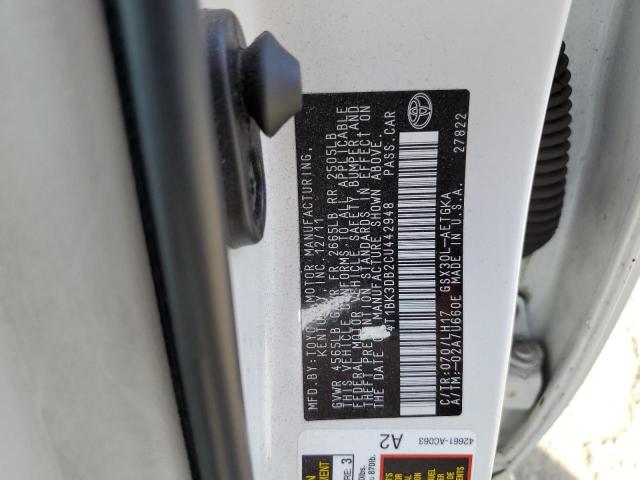 MFD.BY:TOYOTA MOTOR MANUFACTURING,
KENTUCKY, INC. 12/11
GVWR 4565LB GAWR FR 2665LB RR 2505LB
THIS VEHICLE CONFORMS TO ALL APPLICABLE
FEDERAL MOTOR VEHICLE SAFETY, BUMPER, AND
THEFT PREVENTION STANDARDS IN EFFECT ON
THE DATE OF MANUFACTURE SHOWN ABOVE.
4T1BK3DB2CU442948 PASS.CAR
C/TR:070/LH17 GSX30L-AETGKA
A/TM:-02A/U660E MADE IN U.S.A.
27822
42661-AC063
A2